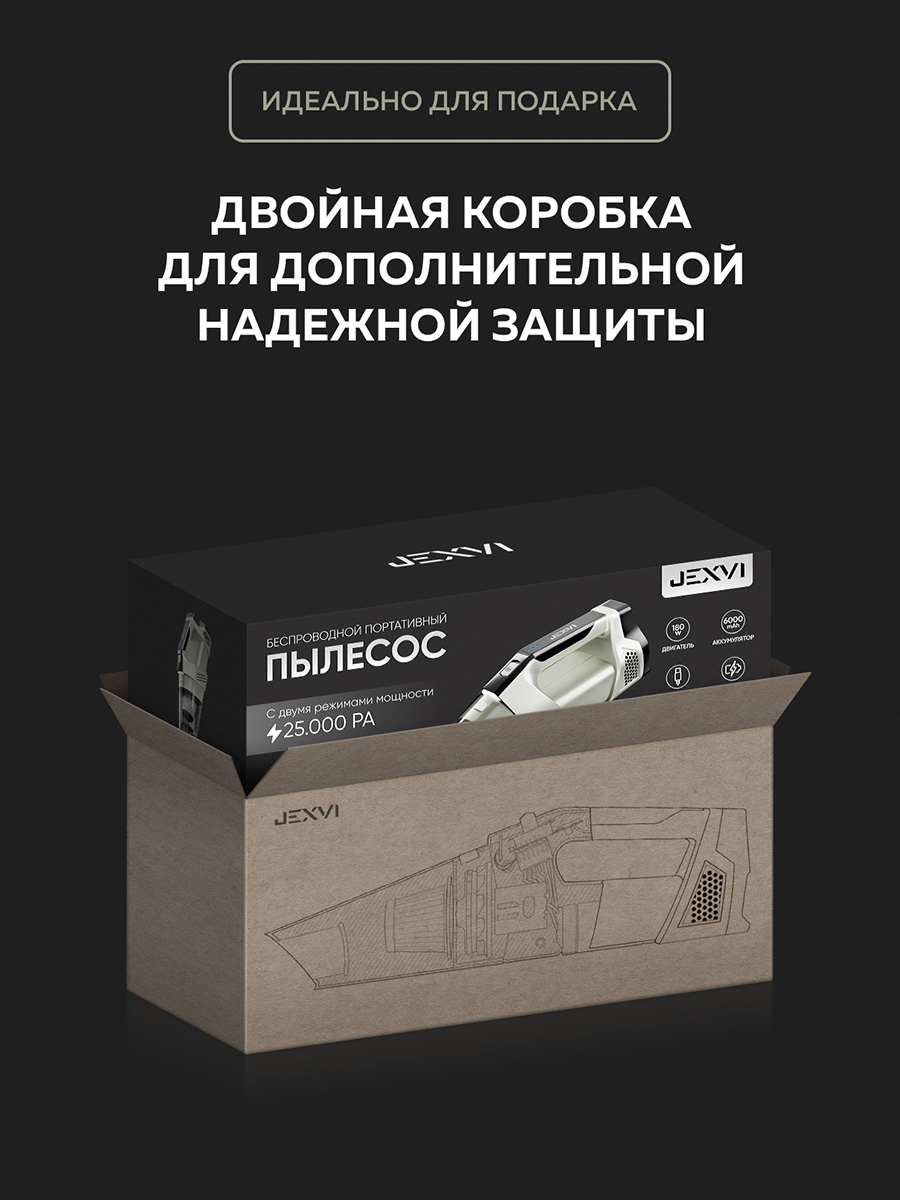 ИДЕАЛЬНО ДЛЯ ПОДАРКА
ДВОЙНАЯ КОРОБКА
ДЛЯ ДОПОЛНИТЕЛЬНОЙ
НАДЕЖНОЙ ЗАЩИТЫ
JEXVI
JEXVI
БЕСПРОВОДНОЙ ПОРТАТИВНЫЙ
ПЫЛЕСОС
JEXVI
180 W
ДВИГАТЕЛЬ
6000 mAh
АККУМУЛЯТОР
С двумя режимами мощности
25.000 PA
JEXVI